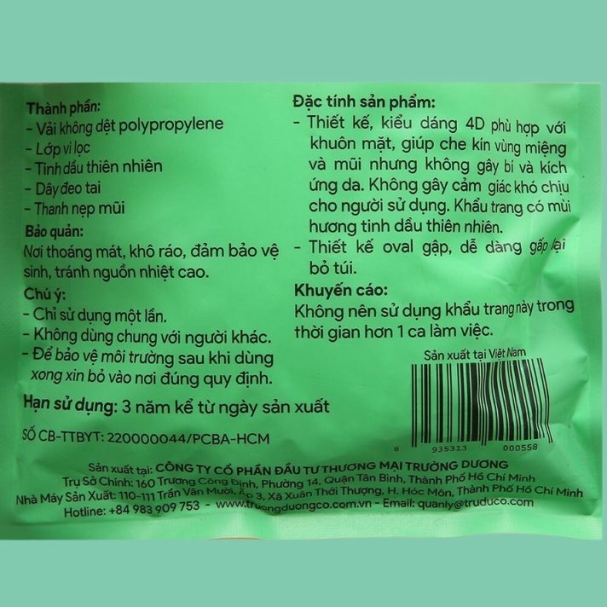 Thành phần:
- Vải không dệt polypropylene
- Lớp vi lọc
- Tinh dầu thiên nhiên
- Dây đeo tai
- Thanh nẹp mũi
Bảo quản:
Nơi thoáng mát, khô ráo, đảm bảo vệ
sinh, tránh nguồn nhiệt cao.
Chú ý:
- Chỉ sử dụng một lần.
- Không dùng chung với người khác.
- Để bảo vệ môi trường sau khi dùng
xong xin bỏ vào nơi đúng quy định.
Hạn sử dụng: 3 năm kể từ ngày sản xuất
SỐ CB-TTBYT: 220000044/PCBA-HCM
Đặc tính sản phẩm:
- Thiết kế, kiểu dáng 4D phù hợp với
khuôn mặt, giúp che kín vùng miệng
và mũi nhưng không gây bí và kích
ứng da. Không gây cảm giác khó chịu
cho người sử dụng. Khẩu trang có mùi
hương tinh dầu thiên nhiên.
- Thiết kế oval gập, dễ dàng gấp lại
bỏ túi.
Khuyến cáo:
Không nên sử dụng khẩu trang này trong
thời gian hơn 1 ca làm việc.
Sản xuất tại Việt Nam
8 935313 000558
Sản xuất tại: CÔNG TY CỔ PHẦN ĐẦU TƯ THƯƠNG MẠI TRƯỜNG DƯƠNG
Trụ Sở Chính: 160 Trương Công Định, Phường 14, Quận Tân Bình, Thành Phố Hồ Chí Minh
Nhà Máy Sản Xuất: 110-111 Trần Văn Mười, Ấp 3, Xã Xuân Thới Thượng, H. Hóc Môn, Thành Phố Hồ Chí Minh
Hotline: +84 983 909 753 - www.truongduongco.com.vn - Email: quanly@truduco.com